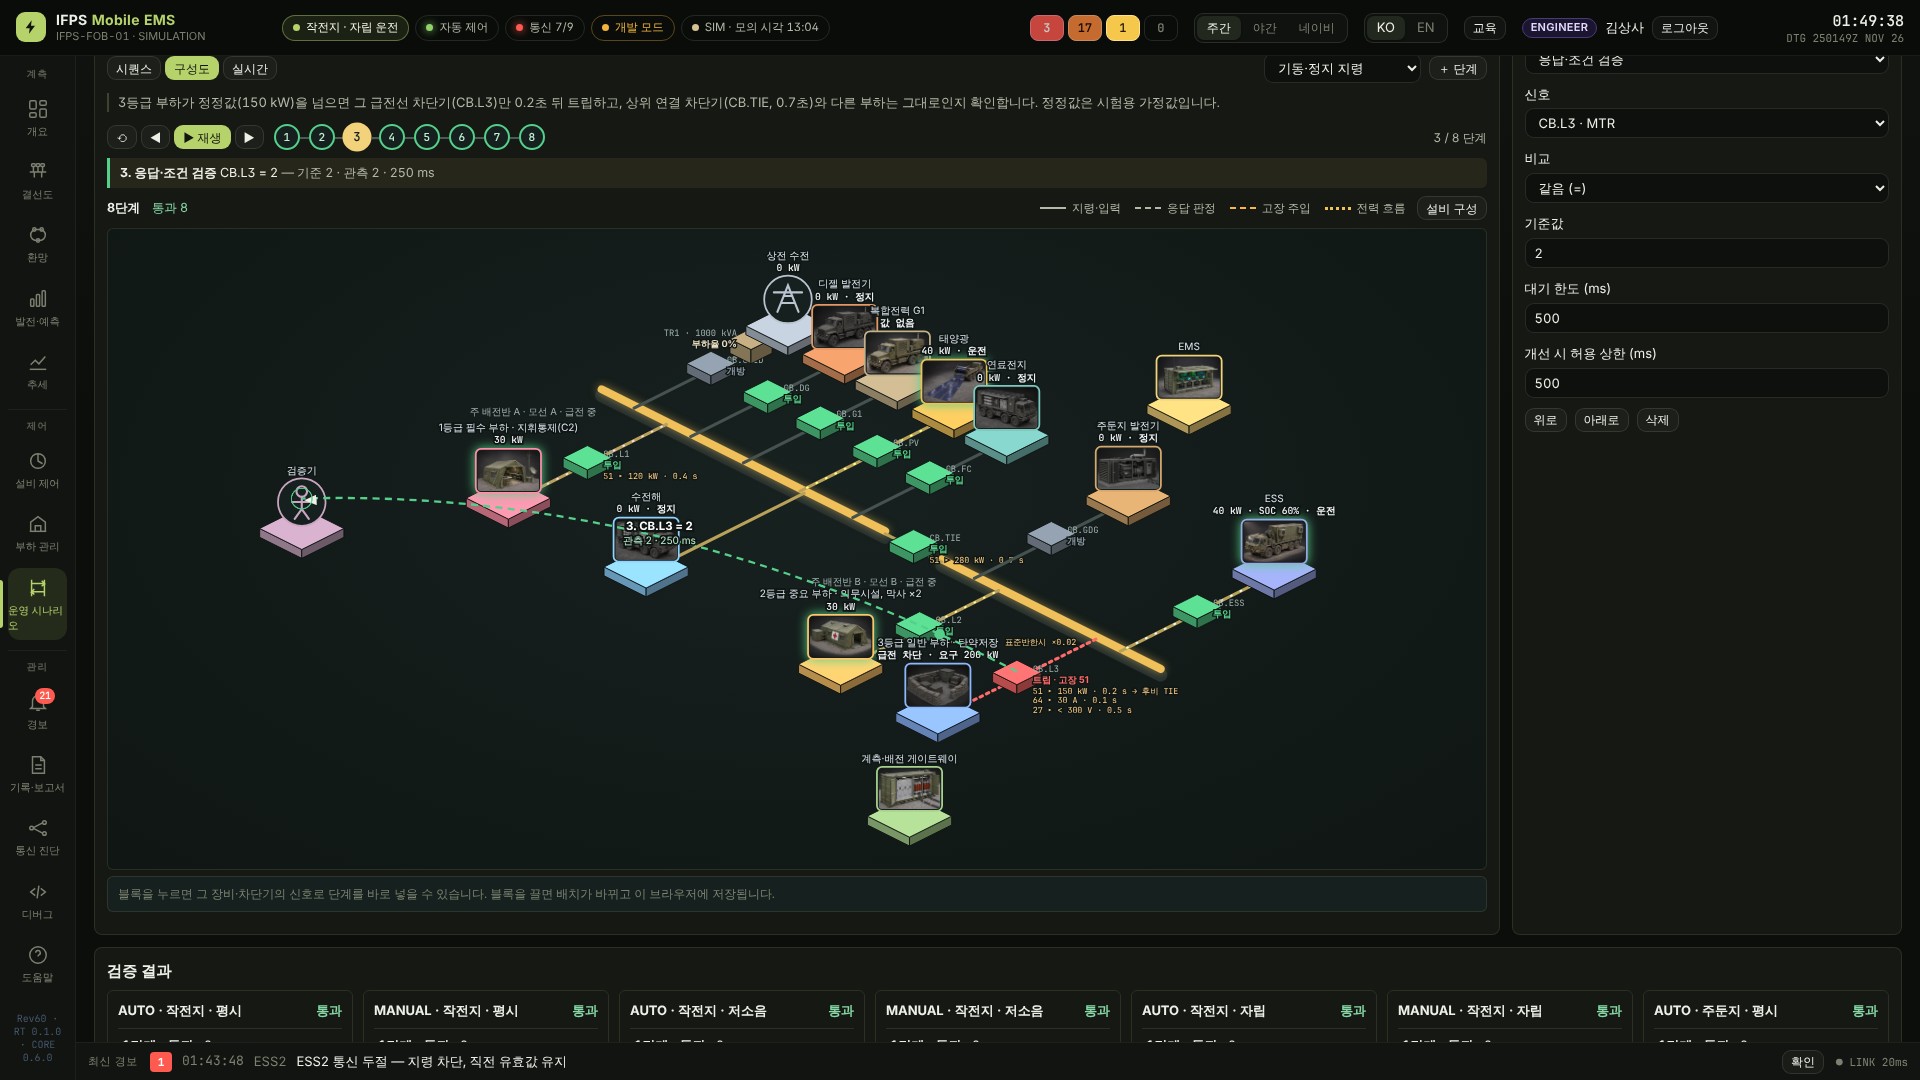 IFPS Mobile EMS
IFPS-FOB-01 · SIMULATION
작전지 · 자립 운전
자동 제어
통신 7/9
개발 모드
SIM · 모의 시각 13:04
3
17
1
0
주간
야간
네이비
KO
EN
교육
ENGINEER
김상사
로그아웃
01:49:38
DTG 250149Z NOV 26
계측
개요
결선도
환망
발전·예측
추세
제어
설비 제어
부하 관리
운영 시나리오
관리
21
경보
기록·보고서
통신 진단
디버그
도움말
Rev60 ·
RT 0.1.0
· CORE
0.6.0
시퀀스
구성도
실시간
기동·정지 지령
+ 단계
3등급 부하가 정정값(150 kW)을 넘으면 그 급전선 차단기(CB.L3)만 0.2초 뒤 트립하고, 상위 연결 차단기(CB.TIE, 0.7초)와 다른 부하는 그대로인지 확인합니다. 정정값은 시험용 가정값입니다.
재생
1
2
3
4
5
6
7
8
3 / 8 단계
3. 응답·조건 검증 CB.L3 = 2 — 기준 2 · 관측 2 · 250 ms
8단계
통과 8
지령·입력
응답 판정
고장 주입
전력 흐름
설비 구성
상전 수전
0 kW
디젤 발전기
0 kW · 정지
복합전력 G1
값 없음
태양광
40 kW · 운전
연료전지
0 kW · 정지
TR1 · 1000 kVA
부하율 0%
개방
CB.DG
투입
CB.G1
투입
CB.PV
투입
CB.FC
투입
EMS
주둔지 발전기
0 kW · 정지
ESS
40 kW · SOC 60% · 운전
주 배전반 A · 모선 A · 급전 중
1등급 필수 부하 · 지휘통제(C2)
30 kW
CB.L1
투입
51 · 120 kW · 0.4 s
검증기
수전해
0 kW · 정지
3. CB.L3 = 2
관측 2 · 250 ms
CB.TIE
투입
CB.GDG
개방
주 배전반 B · 모선 B · 급전 중
2등급 중요 부하 · 의무시설, 막사 ×2
30 kW
CB.L2
투입
CB.ESS
투입
3등급 일반 부하 · 탄약저장
표준반한시 ×0.02
급전 차단 · 요구 200 kW
CB.L3
트립 · 고장 51
51 · 150 kW · 0.2 s → 후비 TIE
64 · 30 A · 0.1 s
27 · < 300 V · 0.5 s
계측·배전 게이트웨이
블록을 누르면 그 장비·차단기의 신호로 단계를 바로 넣을 수 있습니다. 블록을 끌면 배치가 바뀌고 이 브라우저에 저장됩니다.
응답·조건 검증
신호
CB.L3 · MTR
비교
같음 (=)
기준값
2
대기 한도 (ms)
500
개선 시 허용 상한 (ms)
500
위로
아래로
삭제
검증 결과
AUTO · 작전지 · 평시
통과
MANUAL · 작전지 · 평시
통과
AUTO · 작전지 · 저소음
통과
MANUAL · 작전지 · 저소음
통과
AUTO · 작전지 · 자립
통과
MANUAL · 작전지 · 자립
통과
AUTO · 주둔지 · 평시
통과
최신 경보
1
01:43:48
ESS2
ESS2 통신 두절 — 지령 차단, 직전 유효값 유지
확인
LINK 20ms